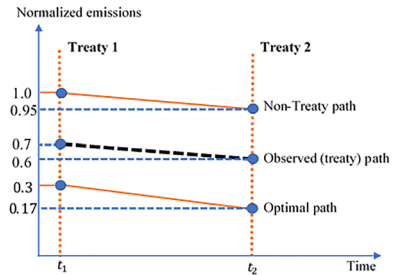 Normalized emissions
Treaty 1
Treaty 2
1.0
0.95
Non-Treaty path
0.7
0.6
Observed (treaty) path
0.3
0.17
Optimal path
t₁
t₂
Time